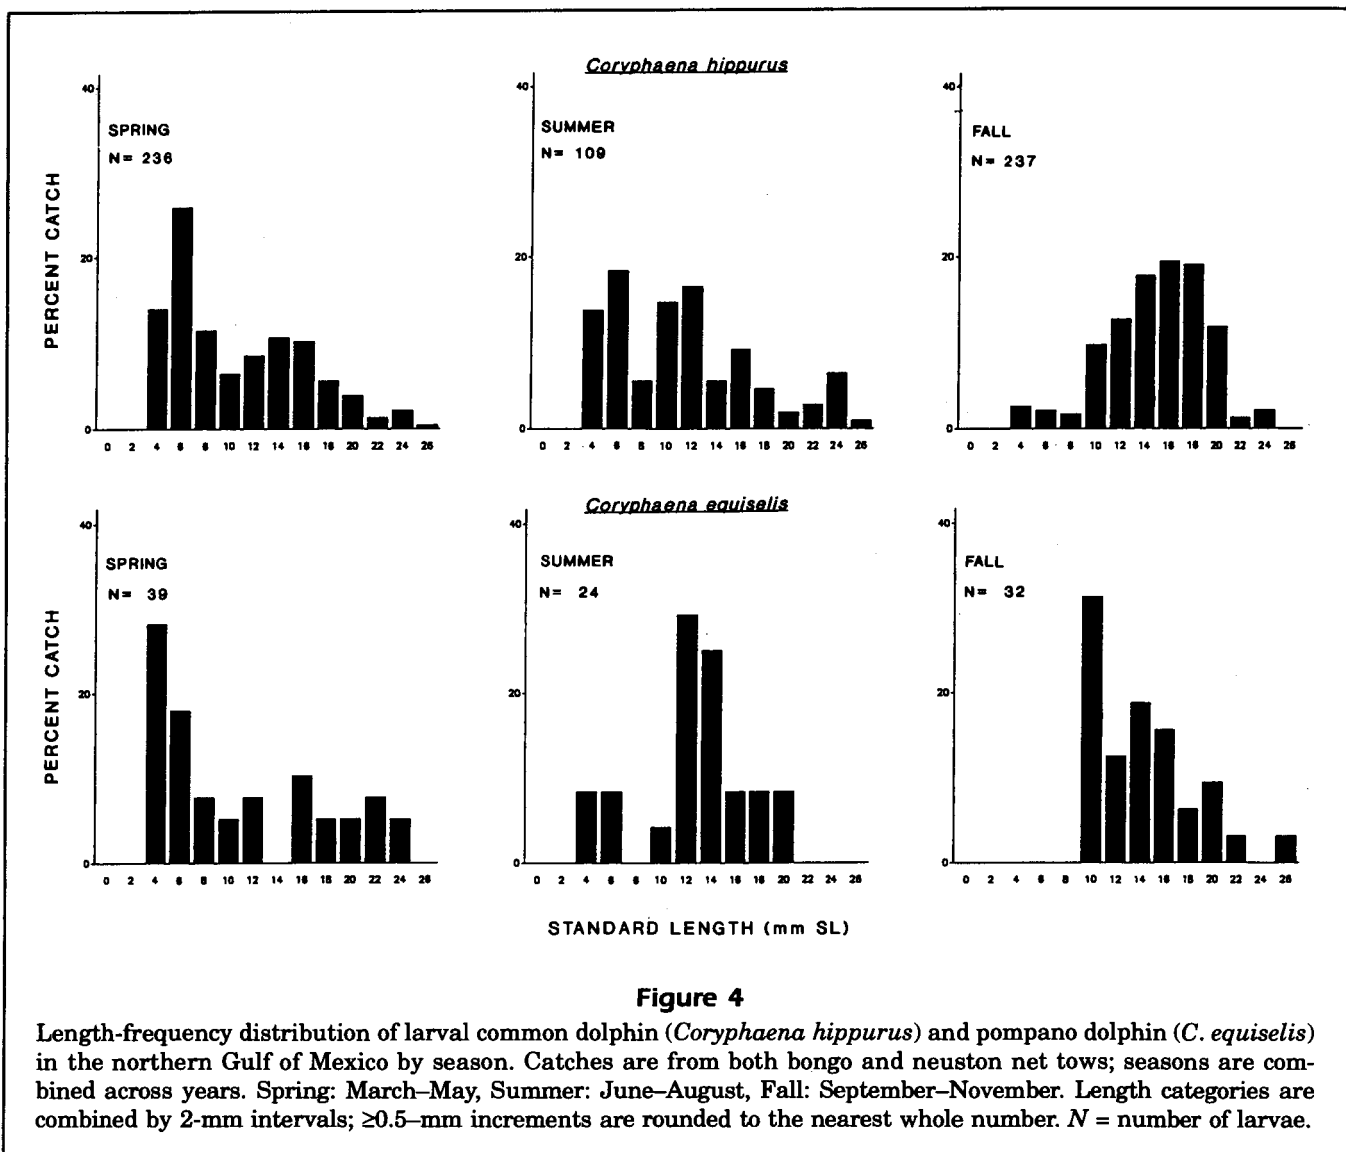 Coryphaena hippurus
40
SPRING
N= 236
20
0
PERCENT CATCH
0 2 4 6 8 10 12 14 16 18 20 22 24 26
40
SUMMER
N= 109
20
0
0 2 4 6 8 10 12 14 16 18 20 22 24 26
40
FALL
N= 237
20
0
0 2 4 6 8 10 12 14 16 18 20 22 24 26
Coryphaena equiselis
40
SPRING
N= 39
20
0
PERCENT CATCH
0 2 4 6 8 10 12 14 16 18 20 22 24 26
40
SUMMER
N= 24
20
0
0 2 4 6 8 10 12 14 16 18 20 22 24 26
40
FALL
N= 32
20
0
0 2 4 6 8 10 12 14 16 18 20 22 24 26
STANDARD LENGTH (mm SL)
Figure 4
Length-frequency distribution of larval common dolphin (Coryphaena hippurus) and pompano dolphin (C. equiselis)
in the northern Gulf of Mexico by season. Catches are from both bongo and neuston net tows; seasons are com-
bined across years. Spring: March–May, Summer: June–August, Fall: September–November. Length categories are
combined by 2-mm intervals; ≥0.5–mm increments are rounded to the nearest whole number. N = number of larvae.